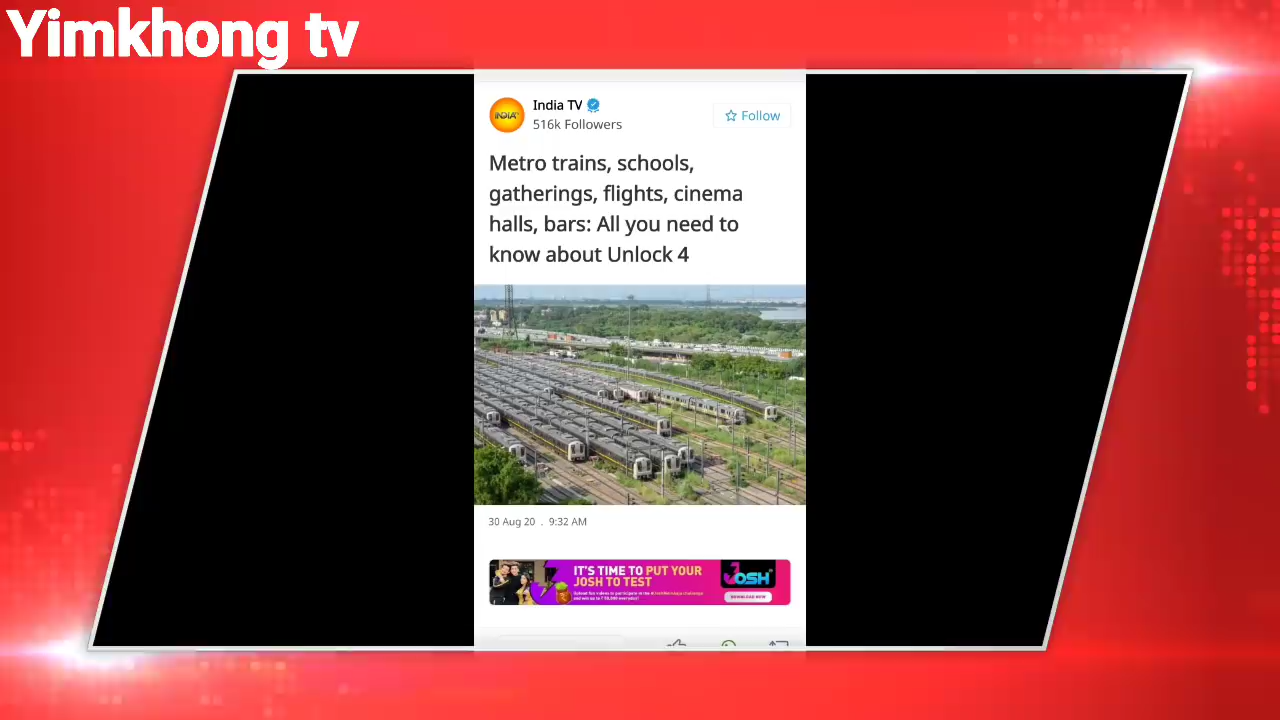 Yimkhong tv
India TV
516k Followers
Follow
Metro trains, schools,
gatherings, flights, cinema
halls, bars: All you need to
know about Unlock 4
30 Aug 20 . 9:32 AM
IT'S TIME TO PUT YOUR
JOSH TO TEST
JOSH
DOWNLOAD NOW